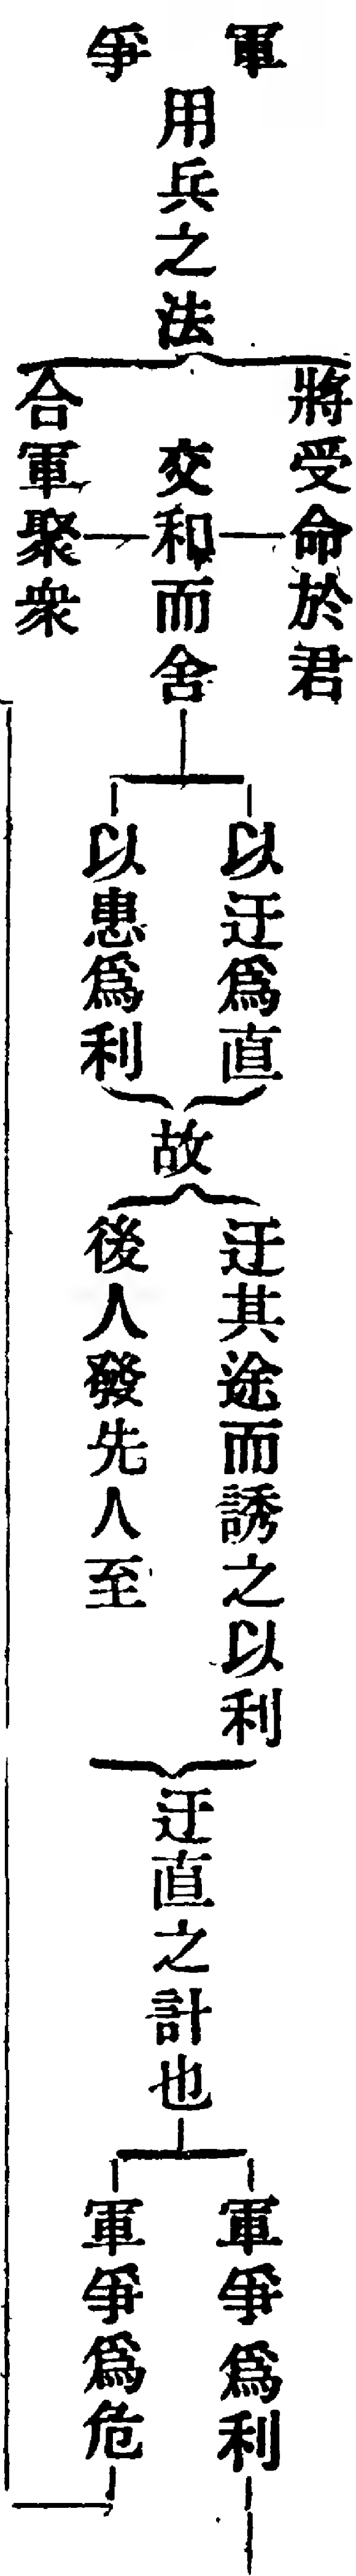 軍爭
用兵之法
將受命於君
交和而舍
合軍聚衆
以迂爲直
以患爲利
故
迂其途而誘之以利
後人發先人至
迂直之計也
軍爭爲利
軍爭爲危